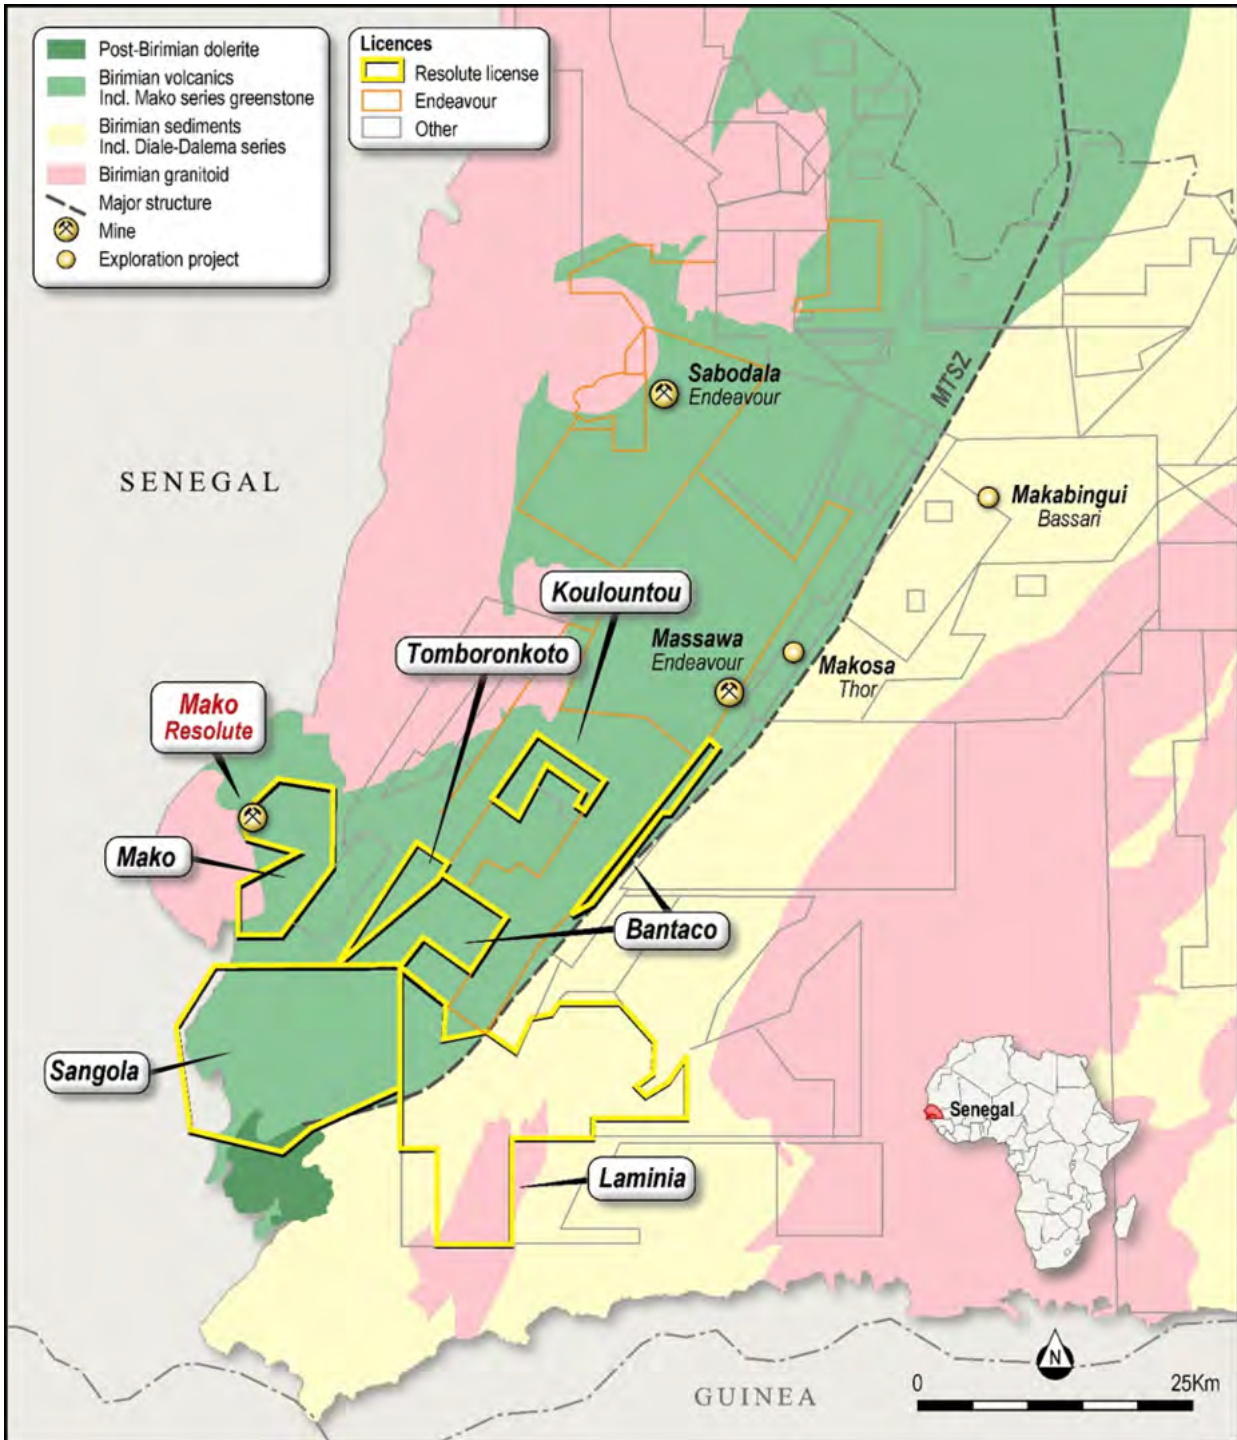 Post-Birimian dolerite
Birimian volcanics
Incl. Mako series greenstone
Birimian sediments
Incl. Diale-Dalema series
Birimian granitoid
Major structure
Mine
Exploration project
Licences
Resolute license
Endeavour
Other
MTSZ
Sabodala
Endeavour
SENEGAL
Makabingui
Bassari
Koulountou
Tomboronkoto
Massawa
Endeavour
Makosa
Thor
Mako
Resolute
Mako
Bantaco
Sangola
Laminia
Senegal
N
GUINEA
0
25Km